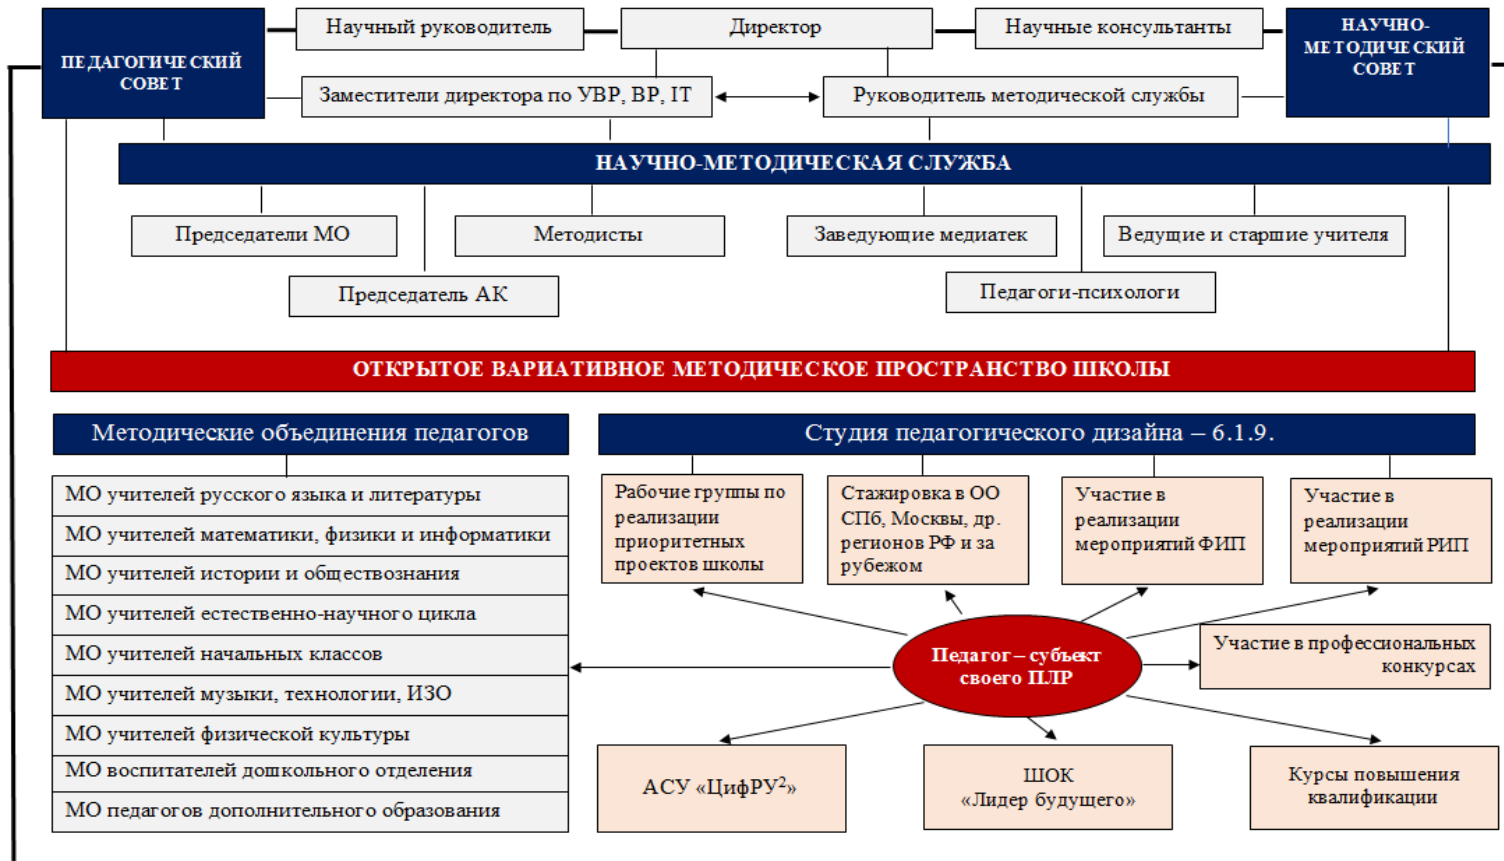 ПЕДАГОГИЧЕСКИЙ
СОВЕТ
Научный руководитель
Директор
Научные консультанты
НАУЧНО-
МЕТОДИЧЕСКИЙ
СОВЕТ
Заместители директора по УВР, ВР, IT
Руководитель методической службы
НАУЧНО-МЕТОДИЧЕСКАЯ СЛУЖБА
Председатели МО
Методисты
Заведующие медиатек
Ведущие и старшие учителя
Председатель АК
Педагоги-психологи
ОТКРЫТОЕ ВАРИАТИВНОЕ МЕТОДИЧЕСКОЕ ПРОСТРАНСТВО ШКОЛЫ
Методические объединения педагогов
МО учителей русского языка и литературы
МО учителей математики, физики и информатики
МО учителей истории и обществознания
МО учителей естественно-научного цикла
МО учителей начальных классов
МО учителей музыки, технологии, ИЗО
МО учителей физической культуры
МО воспитателей дошкольного отделения
МО педагогов дополнительного образования
Студия педагогического дизайна – 6.1.9.
Рабочие группы по
реализации
приоритетных
проектов школы
Стажировка в ОО
СПб, Москвы, др.
регионов РФ и за
рубежом
Участие в
реализации
мероприятий ФИП
Участие в
реализации
мероприятий РИП
Педагог – субъект
своего ПЛР
Участие в профессиональных
конкурсах
АСУ «ЦифРУ²»
ШОК
«Лидер будущего»
Курсы повышения
квалификации